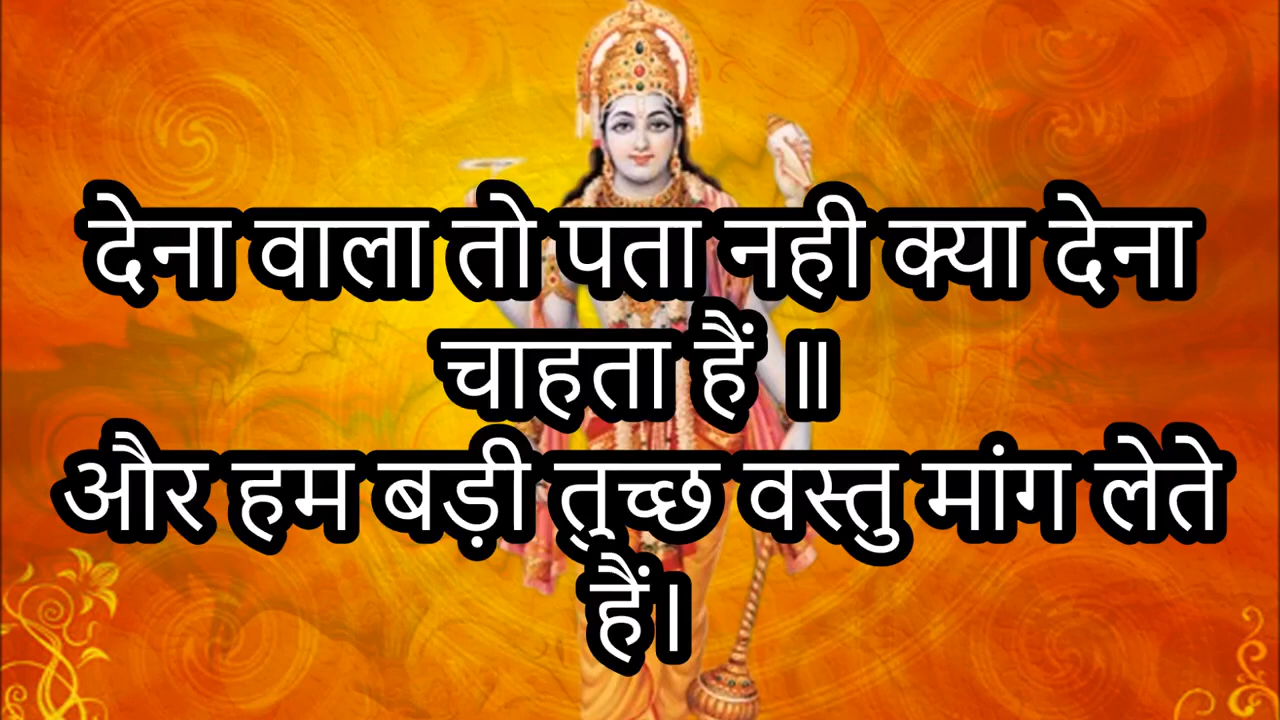 देना वाला तो पता नही क्या देना
चाहता हैं ॥
और हम बड़ी तुच्छ वस्तु मांग लेते
हैं।